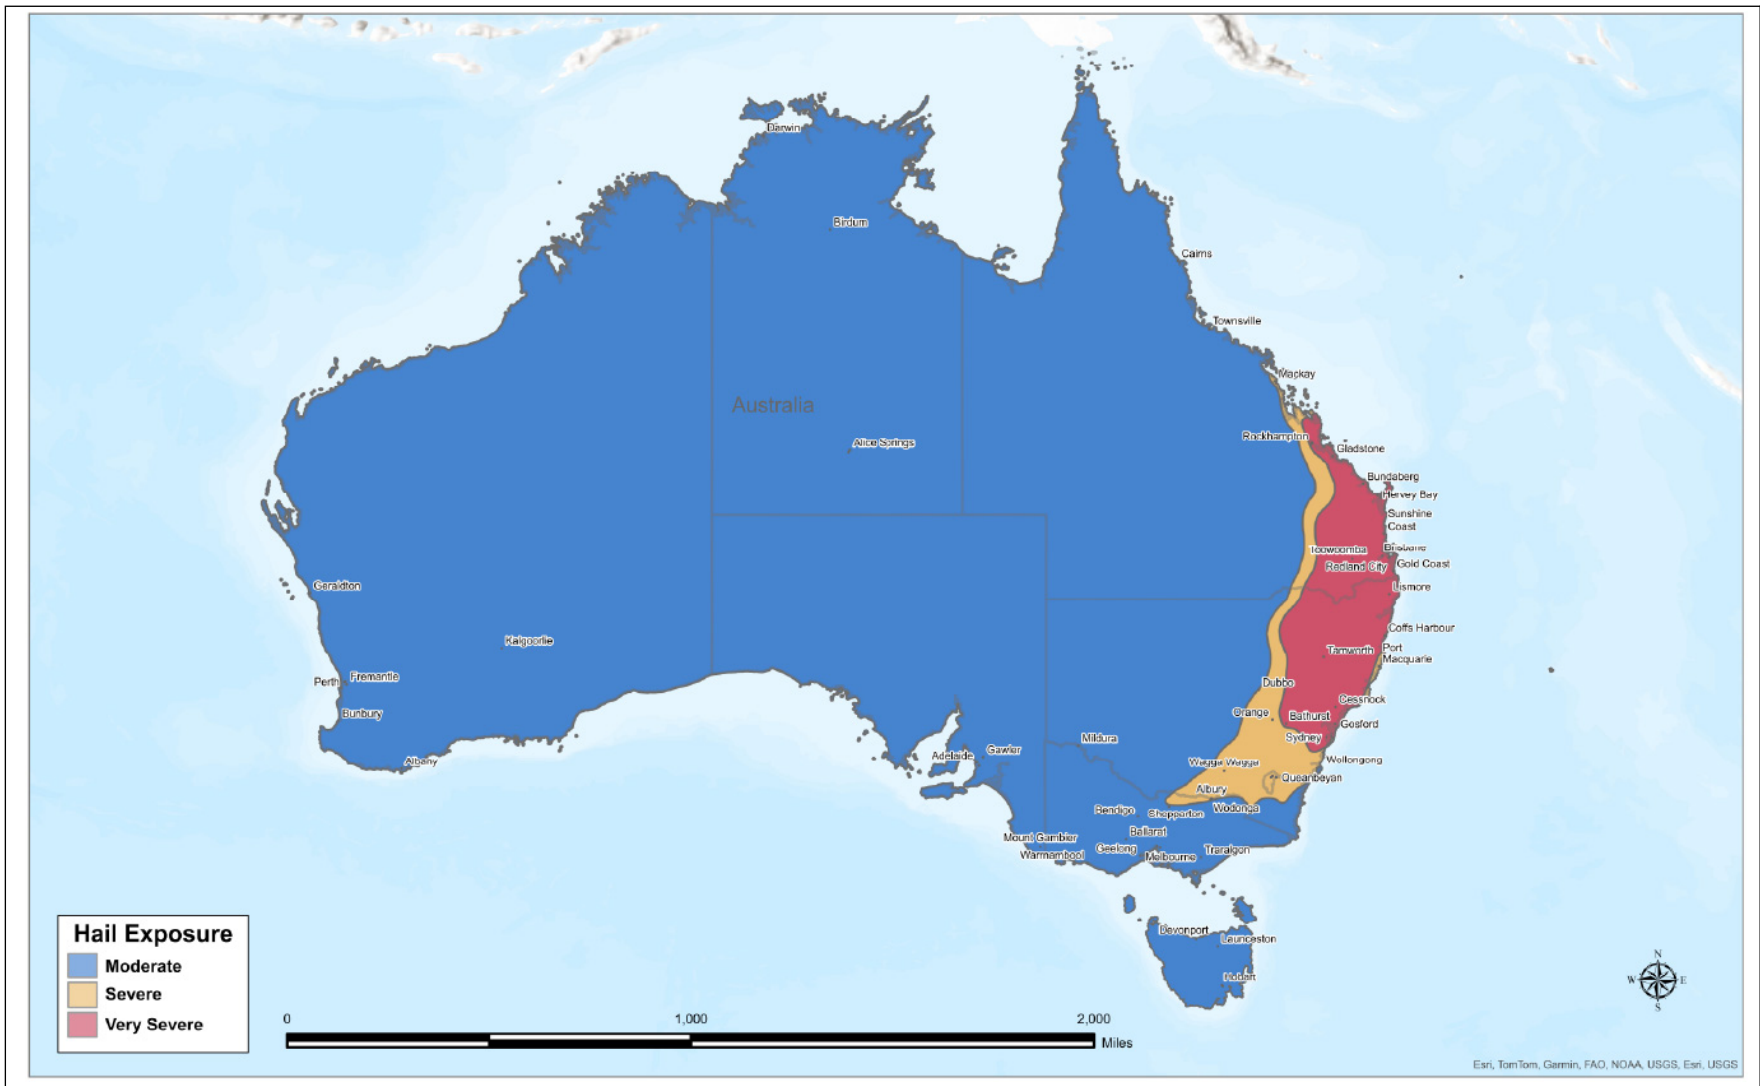 Darwin
Birdum
Cairns
Townsville
Mackay
Australia
Alice Springs
Rockhampton
Gladstone
Bundaberg
Hervey Bay
Sunshine
Coast
Brisbane
Toowoomba
Redland City
Gold Coast
Lismore
Geraldton
Coffs Harbour
Kalgoorlie
Tamworth
Port
Macquarie
Perth
Fremantle
Dubbo
Cessnock
Bunbury
Orange
Bathurst
Gosford
Mildura
Sydney
Albany
Adelaide
Gawler
Wagga Wagga
Wollongong
Queanbeyan
Albury
Bendigo
Shepparton
Wodonga
Mount Gambier
Ballarat
Warrnambool
Geelong
Melbourne
Traralgon
Devonport
Launceston
Hobart
Hail Exposure
Moderate
Severe
Very Severe
0
1,000
2,000
Miles
N
W
E
S
Esri, TomTom, Garmin, FAO, NOAA, USGS, Esri, USGS